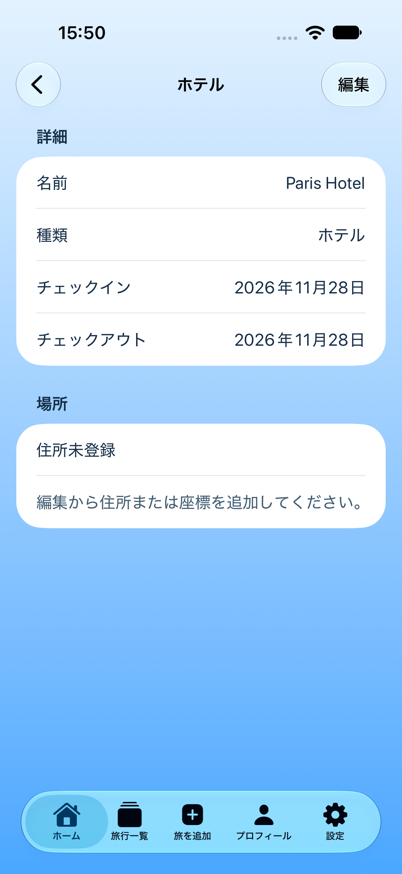 15:50
ホテル
編集
詳細
名前 Paris Hotel
種類 ホテル
チェックイン 2026年11月28日
チェックアウト 2026年11月28日
場所
住所未登録
編集から住所または座標を追加してください。
ホーム 旅行一覧 旅を追加 プロフィール 設定